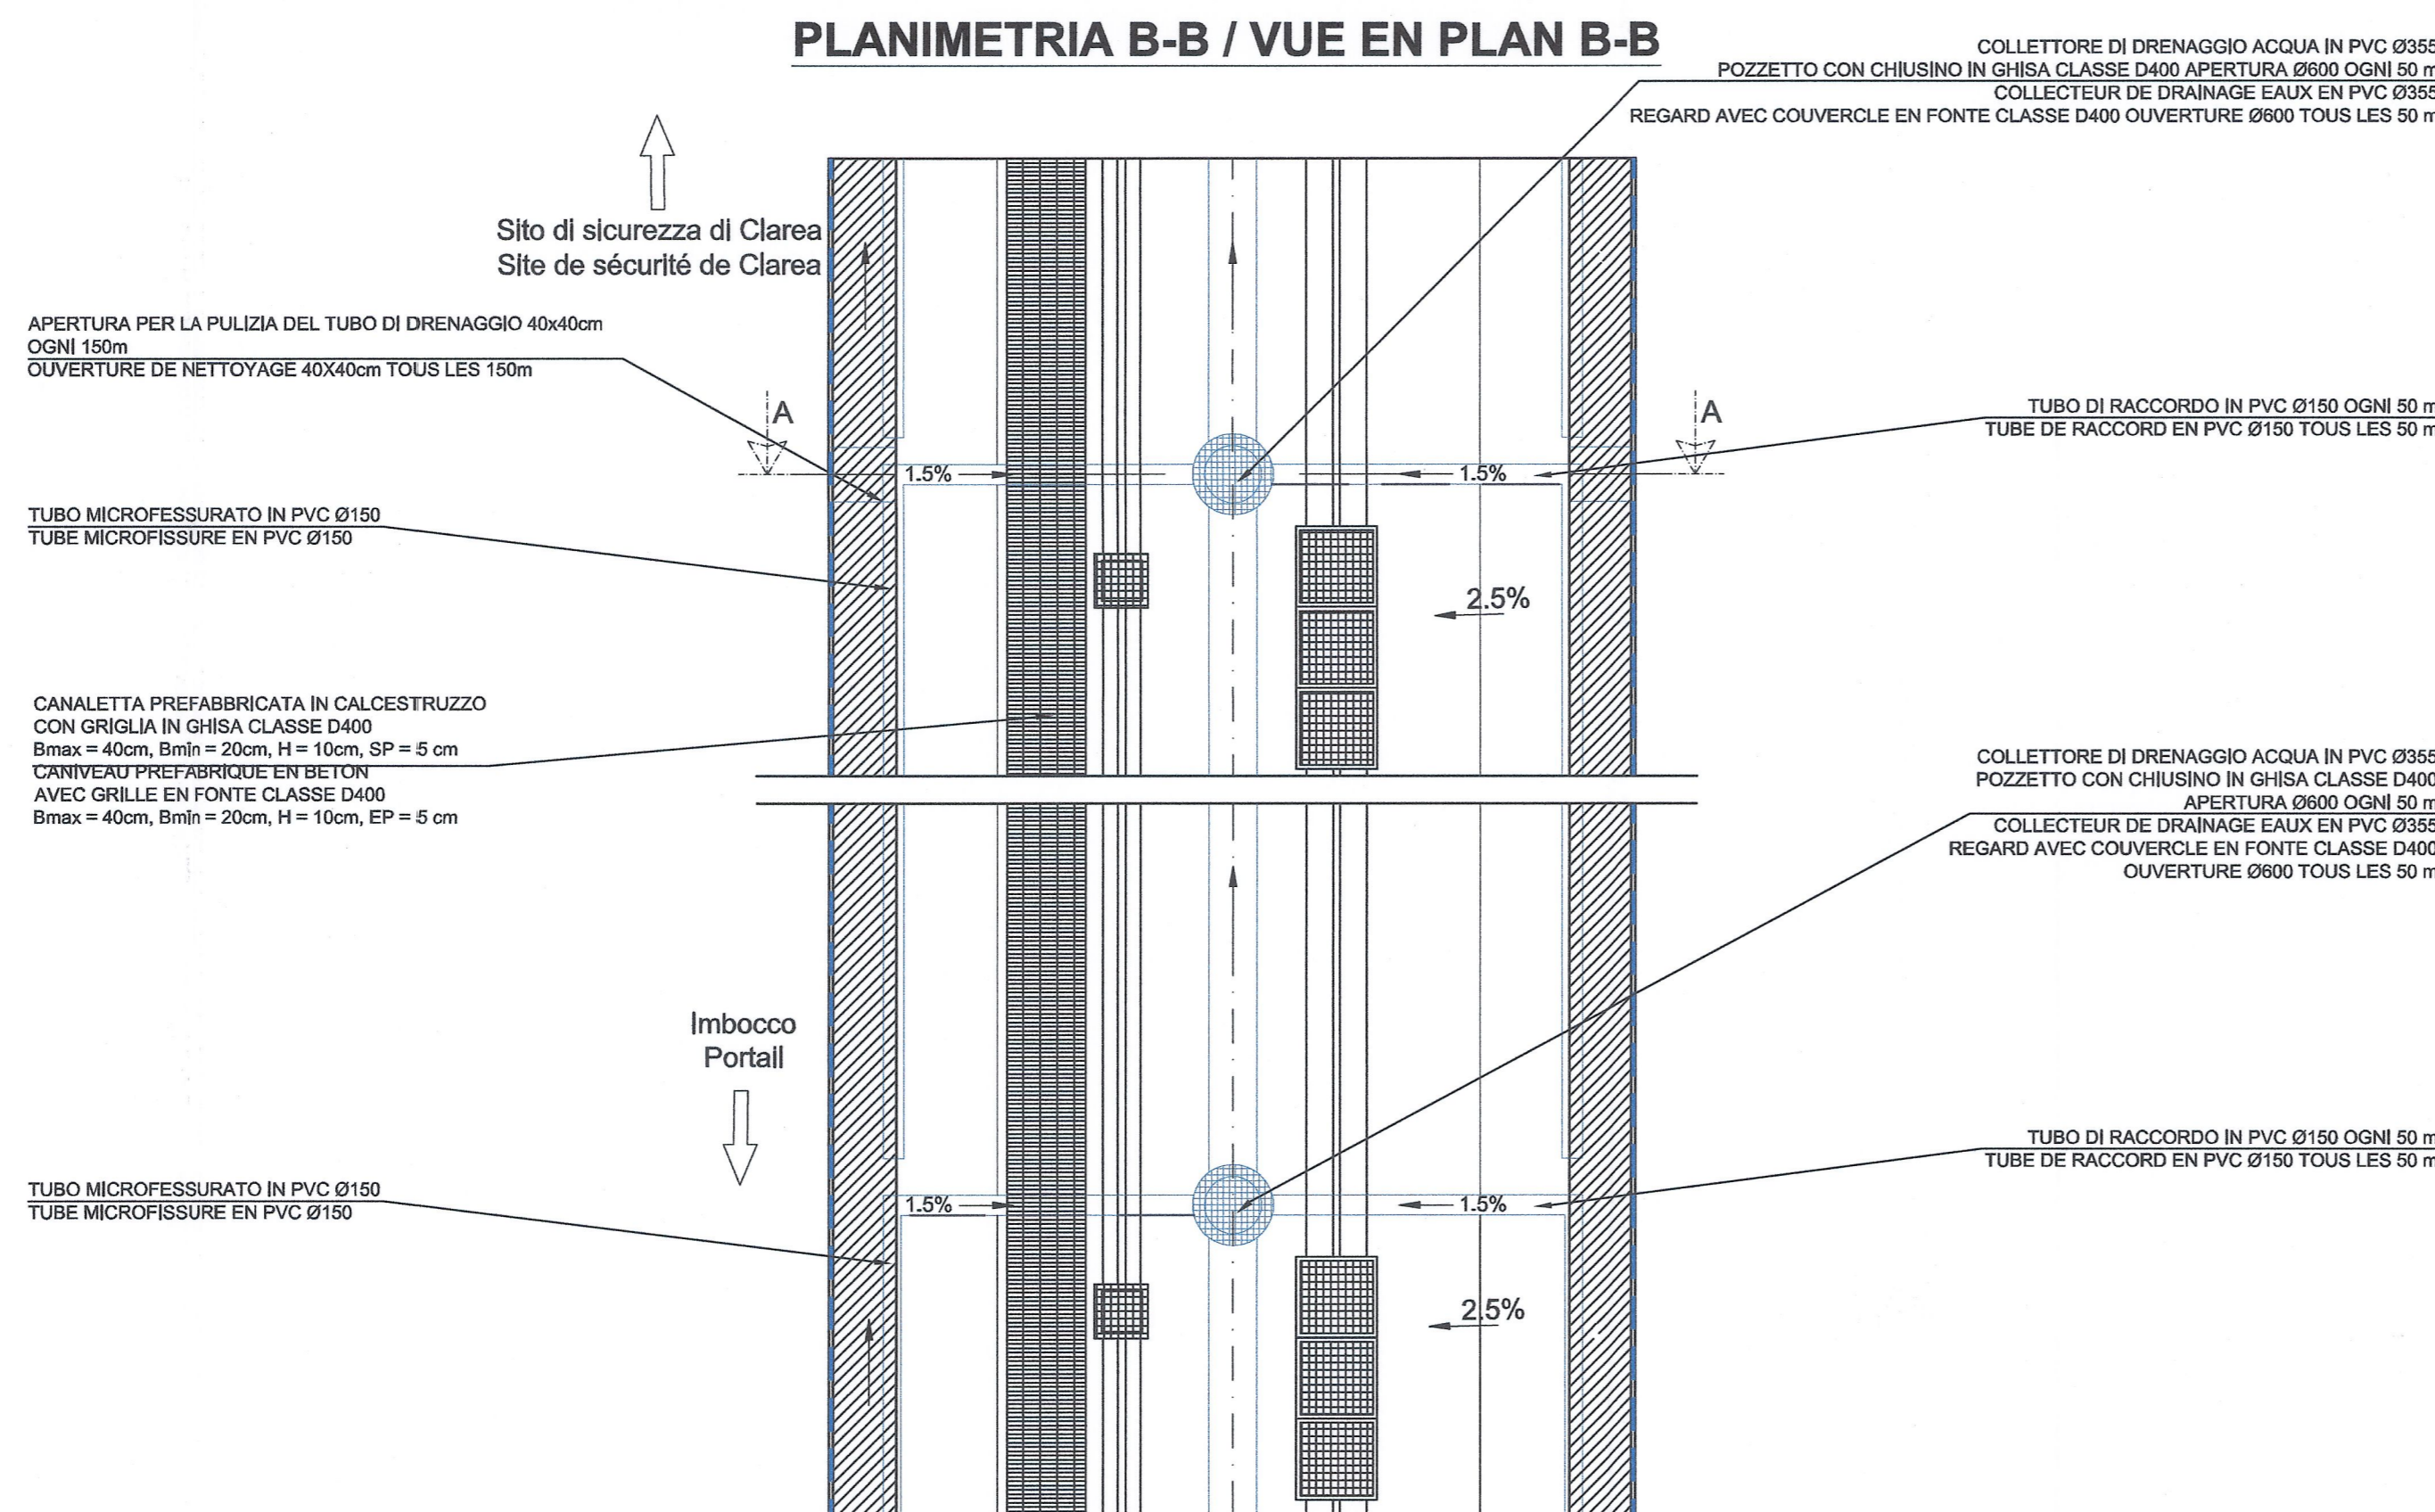 PLANIMETRIA B-B / VUE EN PLAN B-B
COLLETTORE DI DRENAGGIO ACQUA IN PVC Ø355
POZZETTO CON CHIUSINO IN GHISA CLASSE D400 APERTURA Ø600 OGNI 50 m
COLLECTEUR DE DRAINAGE EAUX EN PVC Ø355
REGARD AVEC COUVERCLE EN FONTE CLASSE D400 OUVERTURE Ø600 TOUS LES 50 m
Sito di sicurezza di Clarea
Site de sécurité de Clarea
APERTURA PER LA PULIZIA DEL TUBO DI DRENAGGIO 40x40cm
OGNI 150m
OUVERTURE DE NETTOYAGE 40X40cm TOUS LES 150m
A
A
TUBO DI RACCORDO IN PVC Ø150 OGNI 50 m
TUBE DE RACCORD EN PVC Ø150 TOUS LES 50 m
1.5%
1.5%
TUBO MICROFESSURATO IN PVC Ø150
TUBE MICROFISSURE EN PVC Ø150
2.5%
CANALETTA PREFABBRICATA IN CALCESTRUZZO
CON GRIGLIA IN GHISA CLASSE D400
Bmax = 40cm, Bmin = 20cm, H = 10cm, SP = 5 cm
CANIVEAU PREFABRIQUE EN BETON
AVEC GRILLE EN FONTE CLASSE D400
Bmax = 40cm, Bmin = 20cm, H = 10cm, EP = 5 cm
COLLETTORE DI DRENAGGIO ACQUA IN PVC Ø355
POZZETTO CON CHIUSINO IN GHISA CLASSE D400
APERTURA Ø600 OGNI 50 m
COLLECTEUR DE DRAINAGE EAUX EN PVC Ø355
REGARD AVEC COUVERCLE EN FONTE CLASSE D400
OUVERTURE Ø600 TOUS LES 50 m
Imbocco
Portail
TUBO DI RACCORDO IN PVC Ø150 OGNI 50 m
TUBE DE RACCORD EN PVC Ø150 TOUS LES 50 m
TUBO MICROFESSURATO IN PVC Ø150
TUBE MICROFISSURE EN PVC Ø150
1.5%
1.5%
2.5%